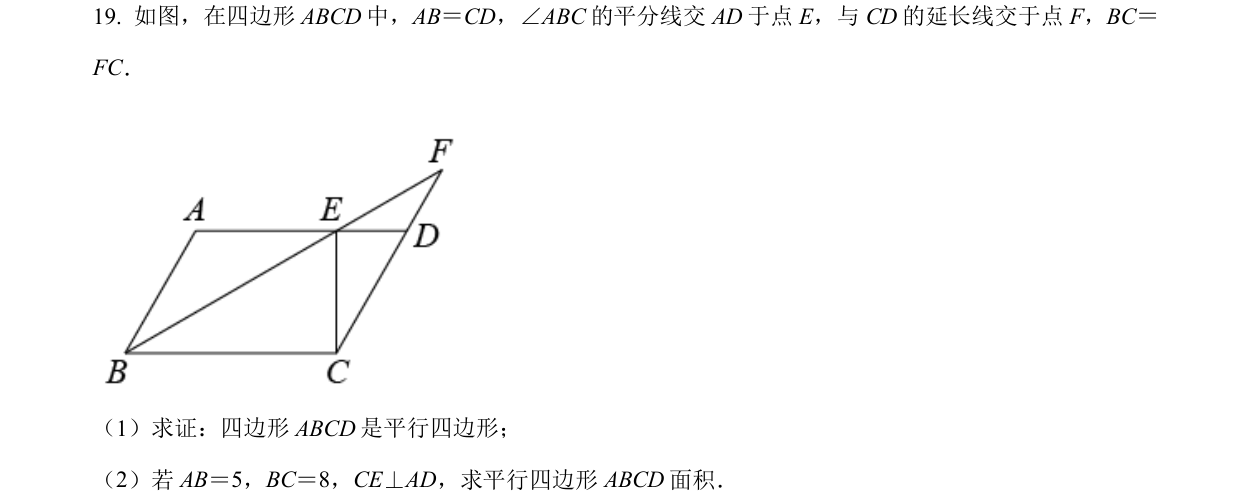 19. 如图，在四边形 ABCD 中，AB＝CD，∠ABC 的平分线交 AD 于点 E，与 CD 的延长线交于点 F，BC＝
FC．
F
A
E
D
B
C
（1）求证：四边形 ABCD 是平行四边形；
（2）若 AB＝5，BC＝8，CE⊥AD，求平行四边形 ABCD 面积．